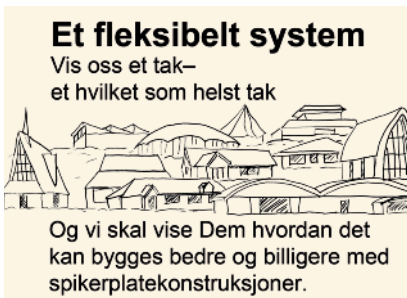 Et fleksibelt system
Vis oss et tak–
et hvilket som helst tak
Og vi skal vise Dem hvordan det
kan bygges bedre og billigere med
spikerplatekonstruksjoner.